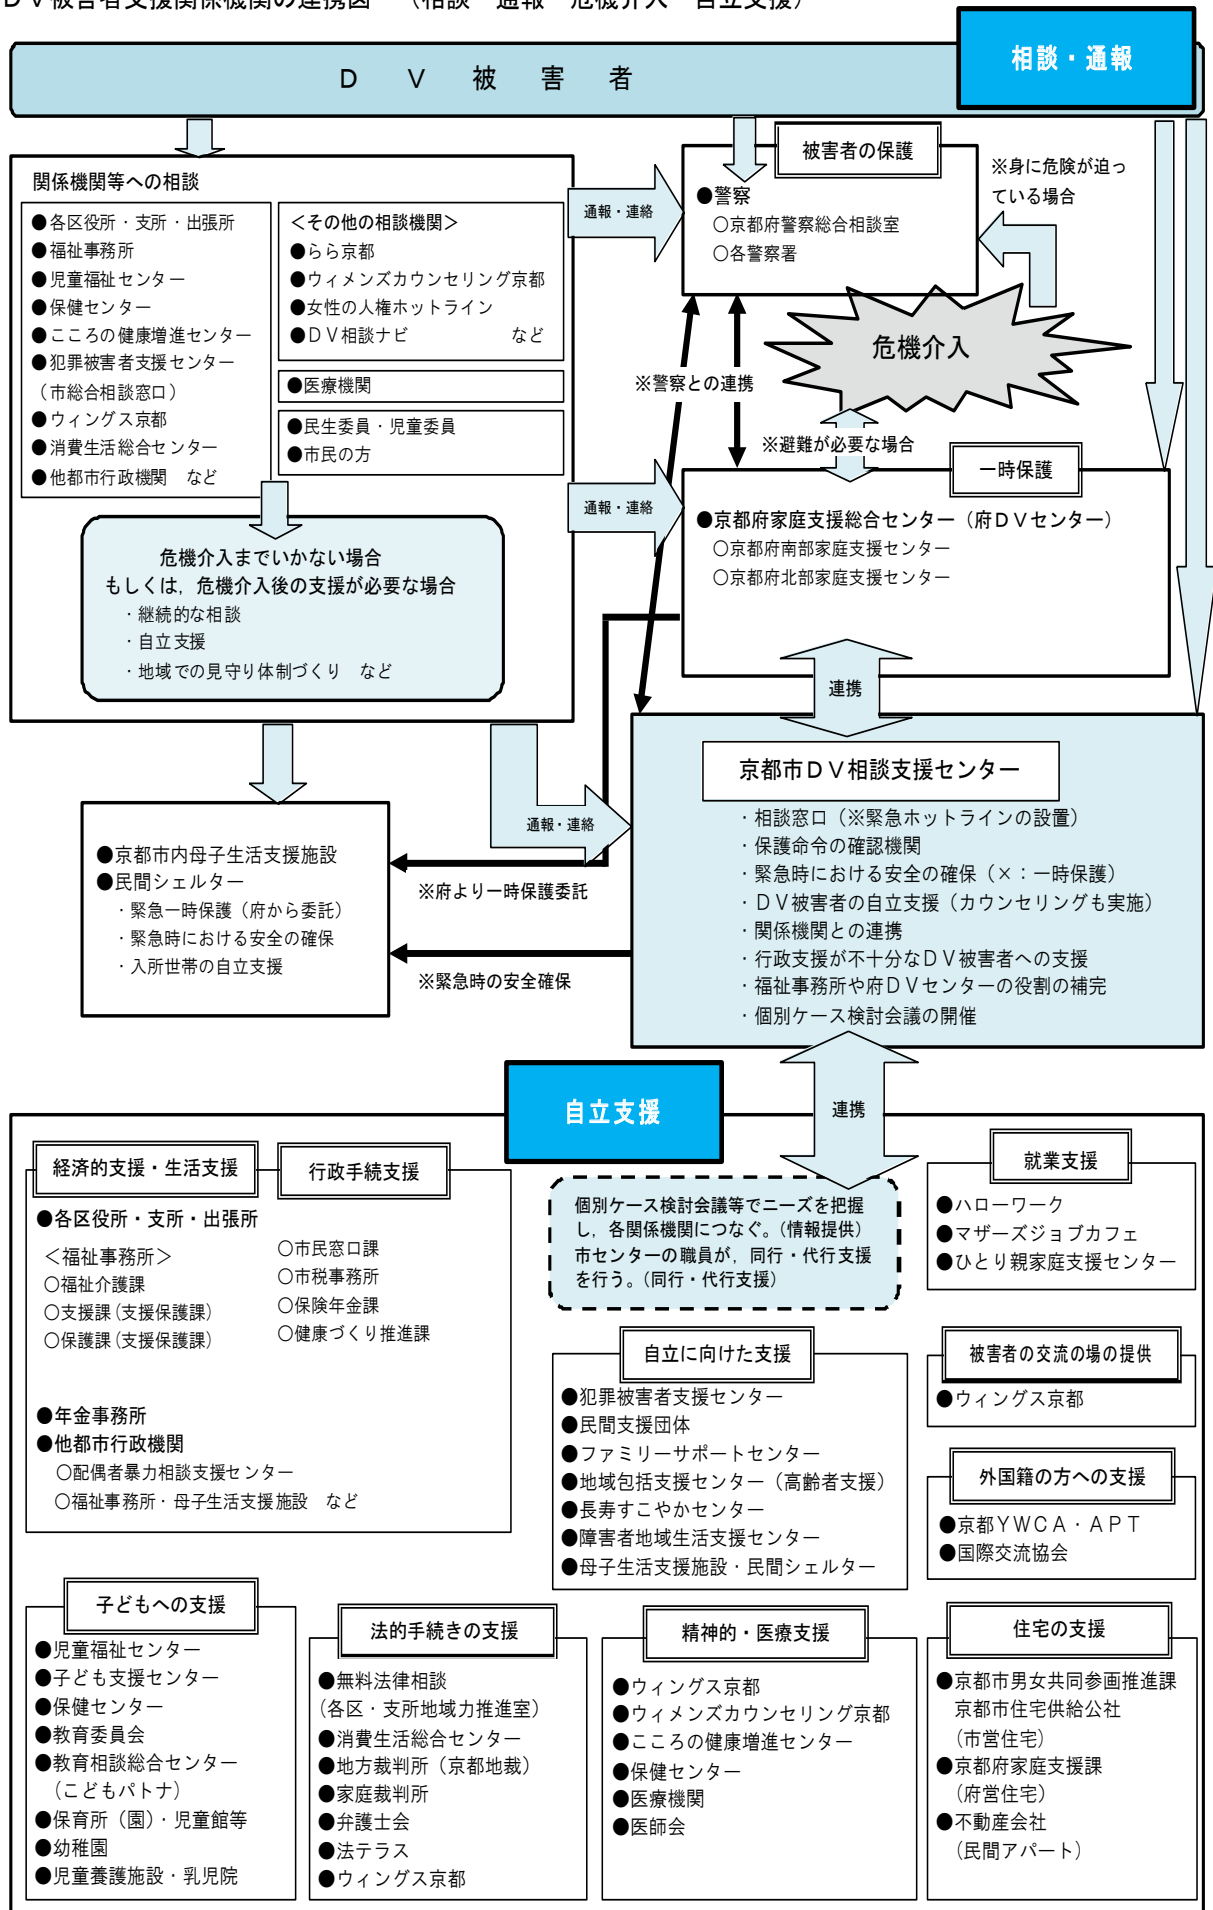 ＤＶ被害者支援関係機関の連携図　（相談　通報　危機介入　自立支援）
相談・通報
Ｄ　Ｖ　被　害　者
関係機関等への相談
●各区役所・支所・出張所
●福祉事務所
●児童福祉センター
●保健センター
●こころの健康増進センター
●犯罪被害者支援センター
（市総合相談窓口）
●ウィングス京都
●消費生活総合センター
●他都市行政機関　など
＜その他の相談機関＞
●らら京都
●ウィメンズカウンセリング京都
●女性の人権ホットライン
●ＤＶ相談ナビ　　　　など
●医療機関
●民生委員・児童委員
●市民の方
通報・連絡
被害者の保護
●警察
○京都府警察総合相談室
○各警察署
※身に危険が迫っ
ている場合
危機介入
※警察との連携
※避難が必要な場合
通報・連絡
一時保護
●京都府家庭支援総合センター（府ＤＶセンター）
○京都府南部家庭支援センター
○京都府北部家庭支援センター
危機介入までいかない場合
もしくは，危機介入後の支援が必要な場合
・継続的な相談
・自立支援
・地域での見守り体制づくり　など
連携
京都市ＤＶ相談支援センター
・相談窓口（※緊急ホットラインの設置）
・保護命令の確認機関
・緊急時における安全の確保（×：一時保護）
・ＤＶ被害者の自立支援（カウンセリングも実施）
・関係機関との連携
・行政支援が不十分なＤＶ被害者への支援
・福祉事務所や府ＤＶセンターの役割の補完
・個別ケース検討会議の開催
通報・連絡
●京都市内母子生活支援施設
●民間シェルター
・緊急一時保護（府から委託）
・緊急時における安全の確保
・入所世帯の自立支援
※府より一時保護委託
※緊急時の安全確保
自立支援
連携
経済的支援・生活支援
行政手続支援
●各区役所・支所・出張所
＜福祉事務所＞
○福祉介護課
○支援課（支援保護課）
○保護課（支援保護課）
○市民窓口課
○市税事務所
○保険年金課
○健康づくり推進課
●年金事務所
●他都市行政機関
○配偶者暴力相談支援センター
○福祉事務所・母子生活支援施設　など
個別ケース検討会議等でニーズを把握
し，各関係機関につなぐ。（情報提供）
市センターの職員が，同行・代行支援
を行う。（同行・代行支援）
就業支援
●ハローワーク
●マザーズジョブカフェ
●ひとり親家庭支援センター
自立に向けた支援
●犯罪被害者支援センター
●民間支援団体
●ファミリーサポートセンター
●地域包括支援センター（高齢者支援）
●長寿すこやかセンター
●障害者地域生活支援センター
●母子生活支援施設・民間シェルター
被害者の交流の場の提供
●ウィングス京都
外国籍の方への支援
●京都ＹＷＣＡ・ＡＰＴ
●国際交流協会
子どもへの支援
●児童福祉センター
●子ども支援センター
●保健センター
●教育委員会
●教育相談総合センター
（こどもパトナ）
●保育所（園）・児童館等
●幼稚園
●児童養護施設・乳児院
法的手続きの支援
●無料法律相談
（各区・支所地域力推進室）
●消費生活総合センター
●地方裁判所（京都地裁）
●家庭裁判所
●弁護士会
●法テラス
●ウィングス京都
精神的・医療支援
●ウィングス京都
●ウィメンズカウンセリング京都
●こころの健康増進センター
●保健センター
●医療機関
●医師会
住宅の支援
●京都市男女共同参画推進課
京都市住宅供給公社
（市営住宅）
●京都府家庭支援課
（府営住宅）
●不動産会社
（民間アパート）